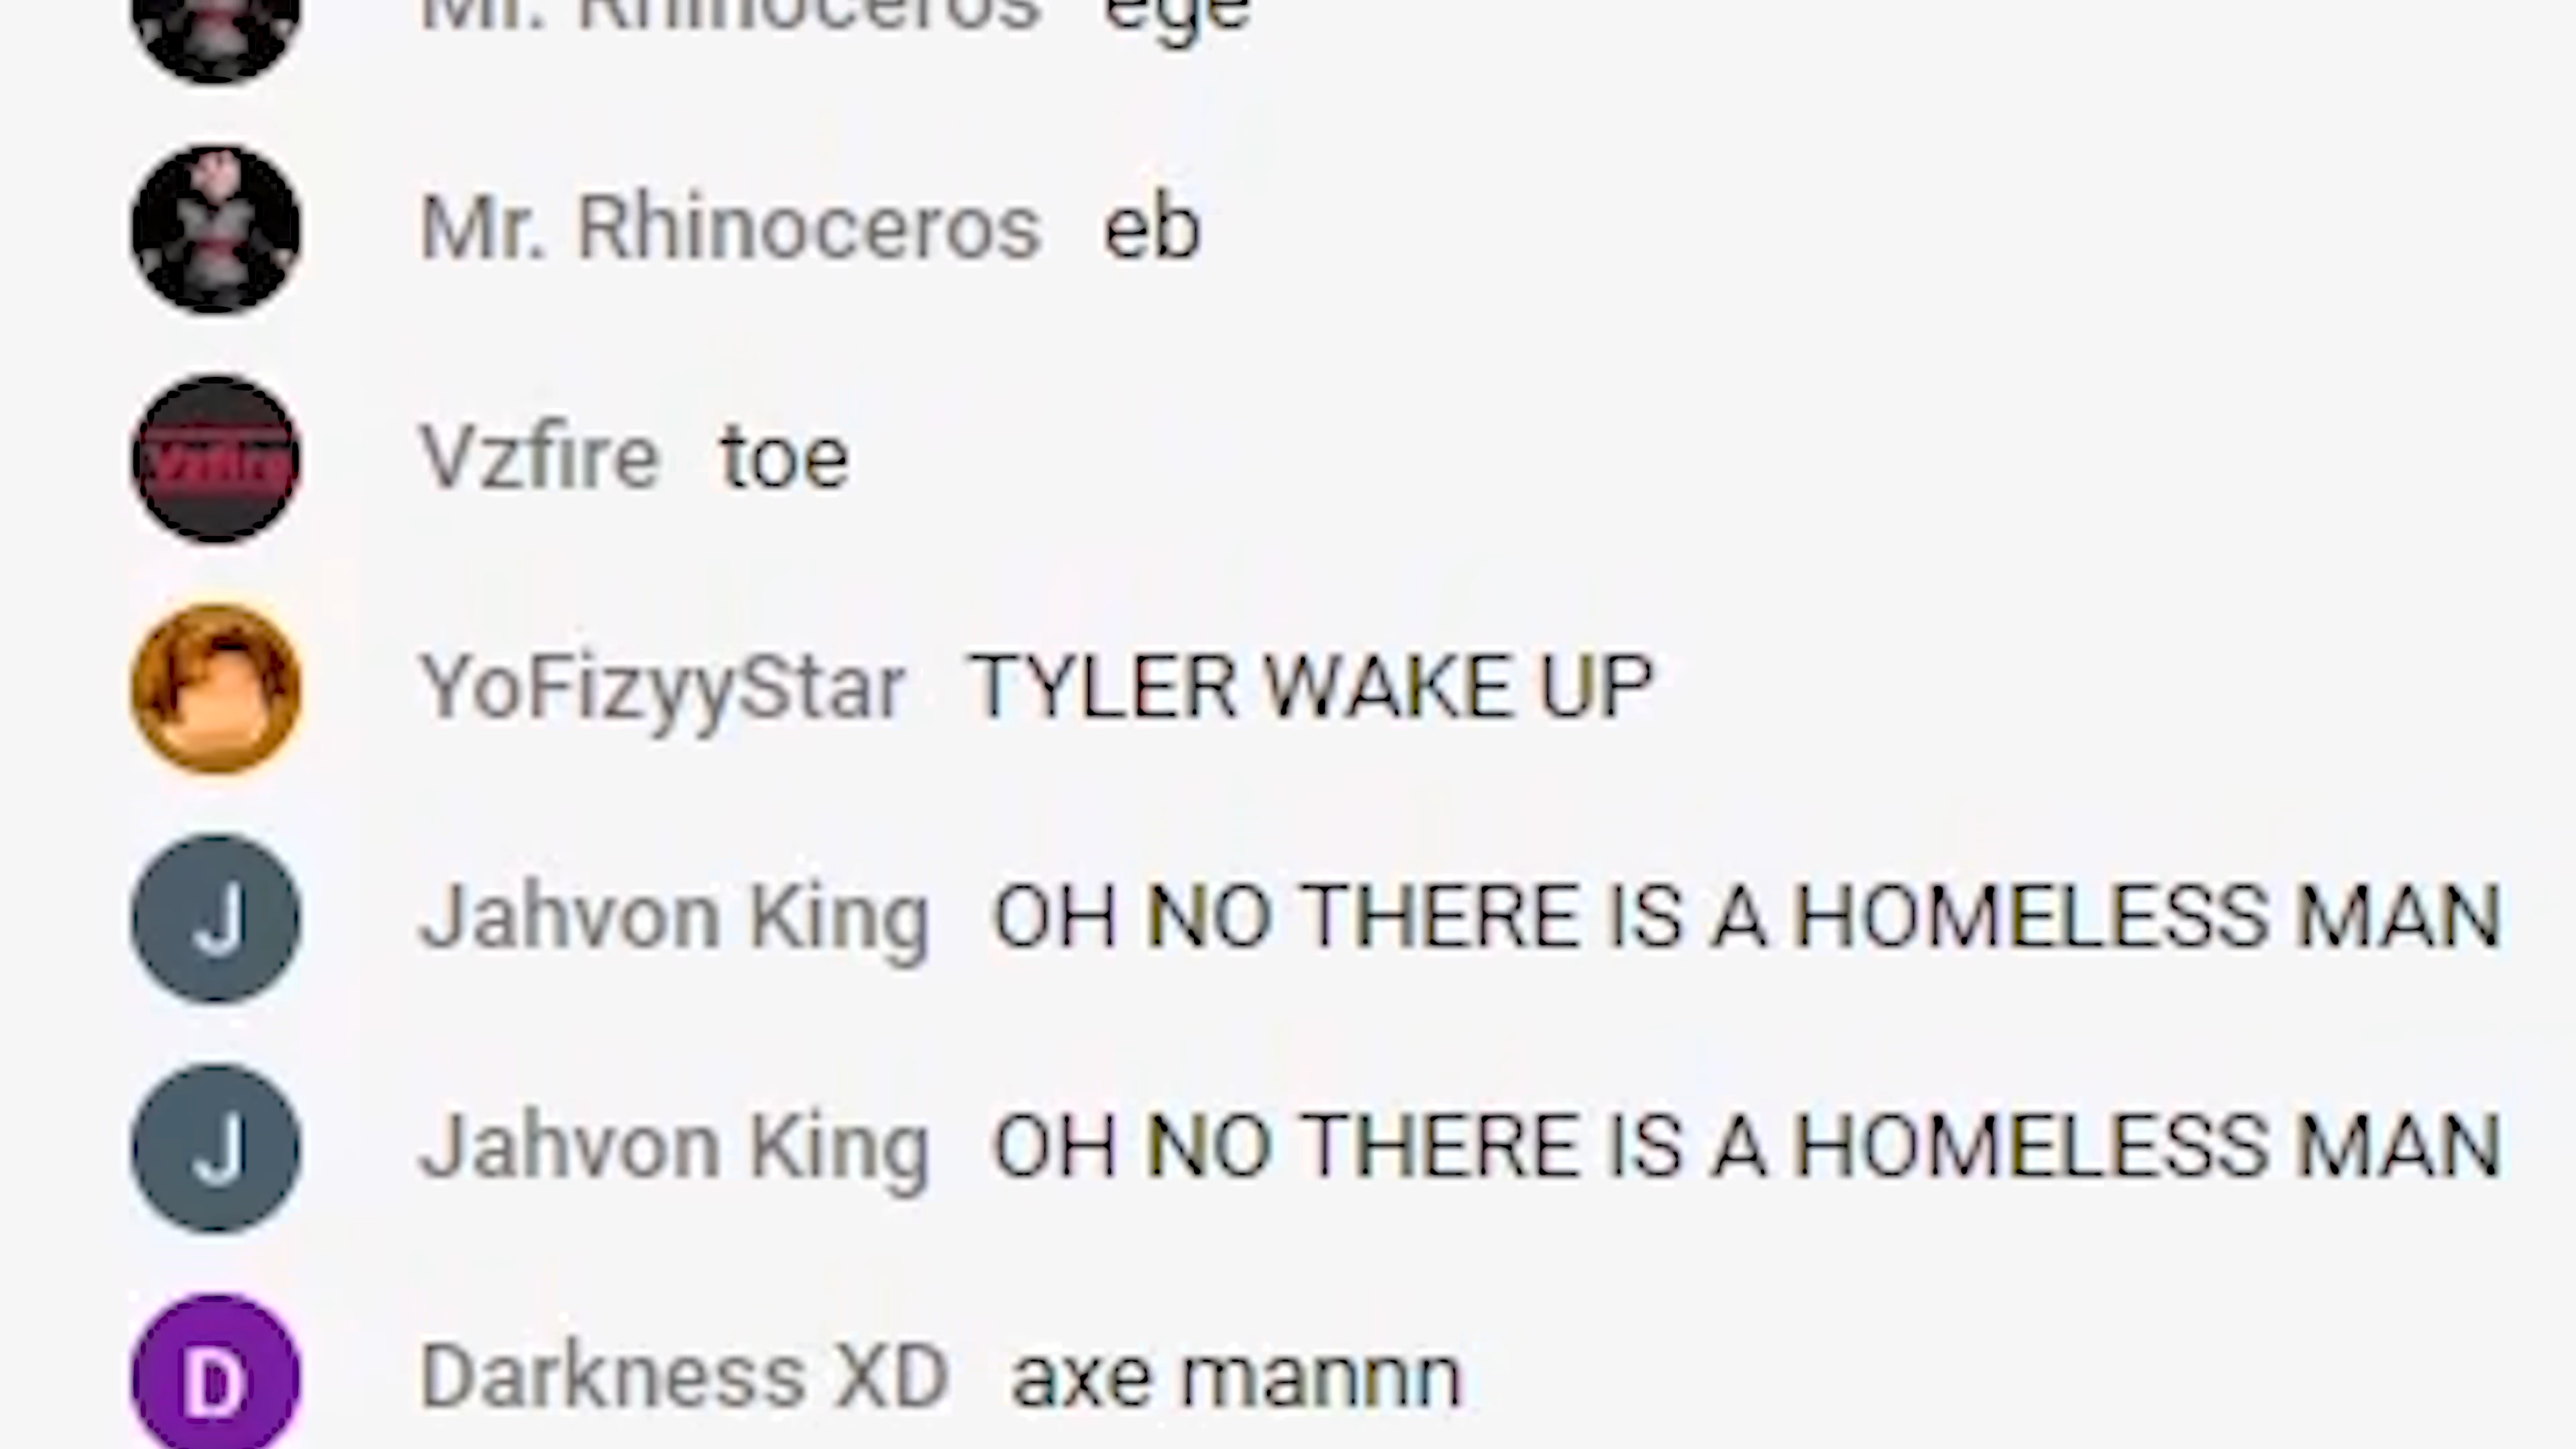 Mr. Rhinoceros ege
Mr. Rhinoceros eb
Vzfire
Vzfire toe
YoFizyyStar TYLER WAKE UP
J
Jahvon King OH NO THERE IS A HOMELESS MAN
J
Jahvon King OH NO THERE IS A HOMELESS MAN
D
Darkness XD axe mannn